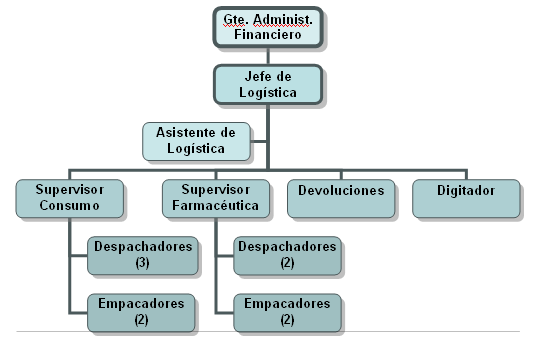 Gte. Administ.
Financiero
Jefe de
Logística
Asistente de
Logística
Supervisor
Consumo
Supervisor
Farmacéutica
Devoluciones
Digitador
Despachadores
(3)
Despachadores
(2)
Empacadores
(2)
Empacadores
(2)